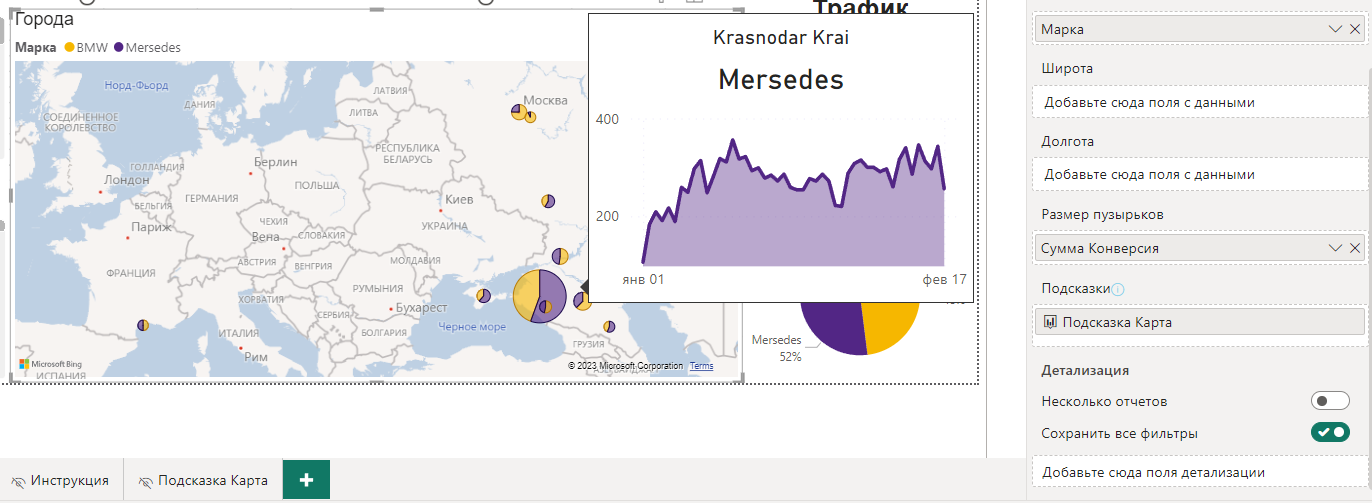 Города
Марка BMW Mersedes
Трафик
Krasnodar Krai
Mersedes
400
200
янв 01
фев 17
Норд-Фьорд
ДАНИЯ
ЛАТВИЯ
Москва
СОЕДИНЕННОЕ
КОРОЛЕВСТВО
ЛИТВА
РЕСПУБЛИКА
БЕЛАРУСЬ
ГОЛЛАНДИЯ
Берлин
Лондон
ПОЛЬША
ГЕРМАНИЯ
БЕЛЬГИЯ
Киев
Париж
ЧЕХИЯ
УКРАИНА
Вена
СЛОВАКИЯ
АВСТРИЯ
ВЕНГРИЯ
МОЛДАВИЯ
ФРАНЦИЯ
РУМЫНИЯ
ХОРВАТИЯ
Бухарест
СЕРБИЯ
ИТАЛИЯ
БОЛГАРИЯ
Черное море
ГРУЗИЯ
Рим
Microsoft Bing
© 2023 Microsoft Corporation Terms
ИСПАНИЯ
Mersedes
52%
Инструкция
Подсказка Карта
Марка
Широта
Добавьте сюда поля с данными
Долгота
Добавьте сюда поля с данными
Размер пузырьков
Сумма Конверсия
Подсказки
Подсказка Карта
Детализация
Несколько отчетов
Сохранить все фильтры
Добавьте сюда поля детализации